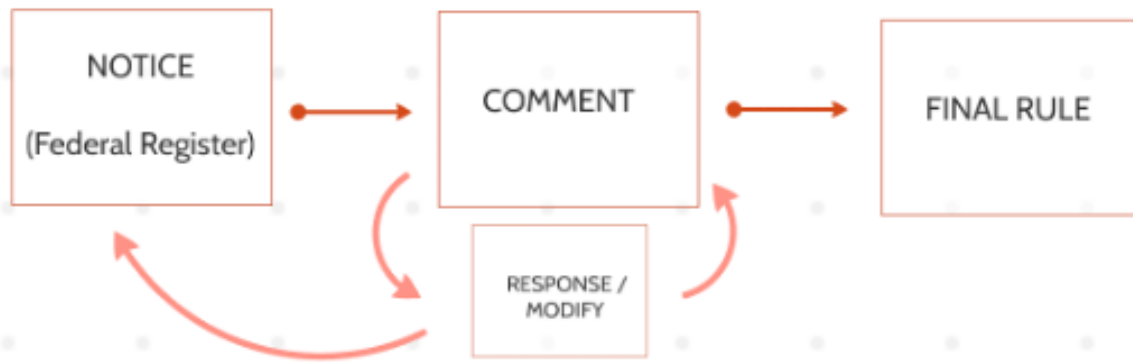 NOTICE
(Federal Register)
COMMENT
FINAL RULE
RESPONSE /
MODIFY